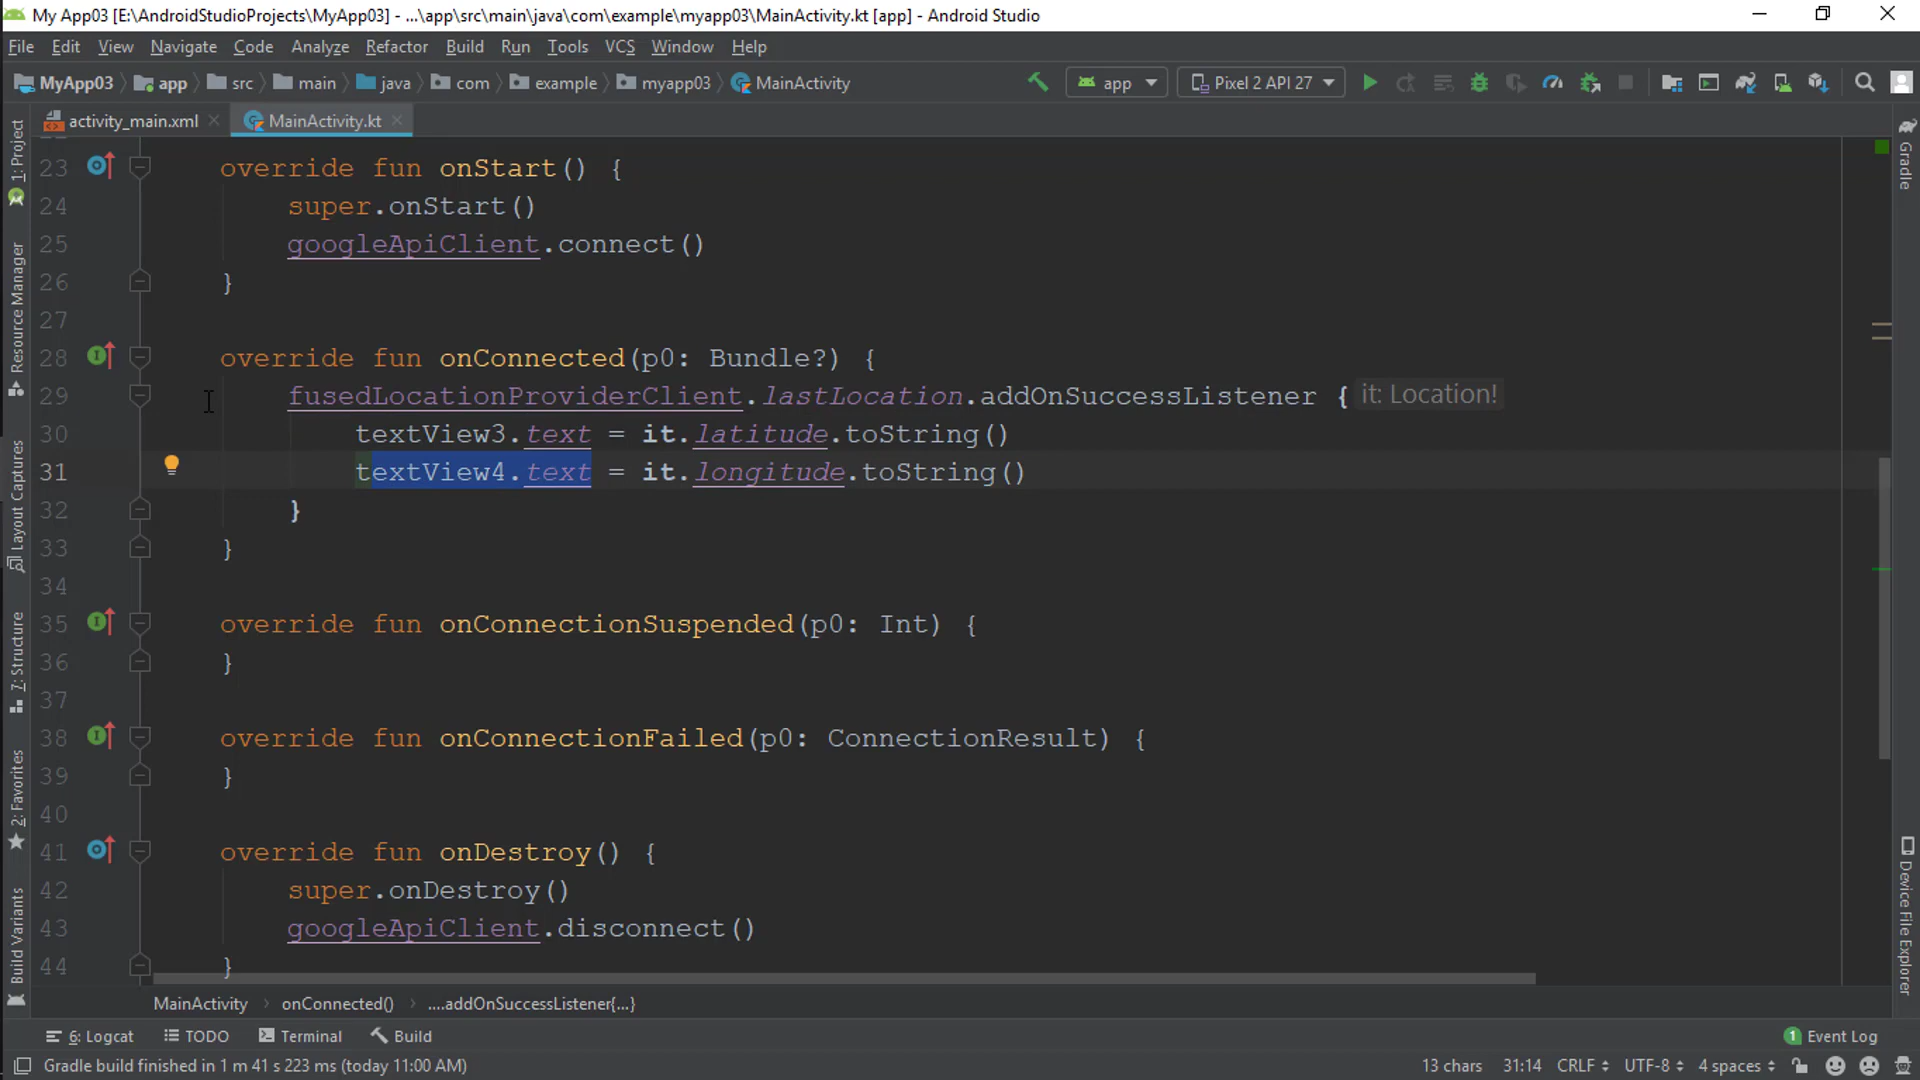 My App03 [E:\AndroidStudioProjects\MyApp03] - ...\app\src\main\java\com\example\myapp03\MainActivity.kt [app] - Android Studio
File Edit View Navigate Code Analyze Refactor Build Run Tools VCS Window Help
MyApp03 app src main java com example myapp03 MainActivity app Pixel 2 API 27
activity_main.xml MainActivity.kt
1: Project
Resource Manager
Layout Captures
7: Structure
2: Favorites
Build Variants
23 override fun onStart() {
24 super.onStart()
25 googleApiClient.connect()
26 }
27
28 override fun onConnected(p0: Bundle?) {
29 fusedLocationProviderClient.lastLocation.addOnSuccessListener { it: Location!
30 textView3.text = it.latitude.toString()
31 textView4.text = it.longitude.toString()
32 }
33 }
34
35 override fun onConnectionSuspended(p0: Int) {
36 }
37
38 override fun onConnectionFailed(p0: ConnectionResult) {
39 }
40
41 override fun onDestroy() {
42 super.onDestroy()
43 googleApiClient.disconnect()
44 }
Gradle
Device File Explorer
MainActivity onConnected() ....addOnSuccessListener{...}
6: Logcat TODO Terminal Build 1 Event Log
Gradle build finished in 1 m 41 s 223 ms (today 11:00 AM) 13 chars 31:14 CRLF UTF-8 4 spaces